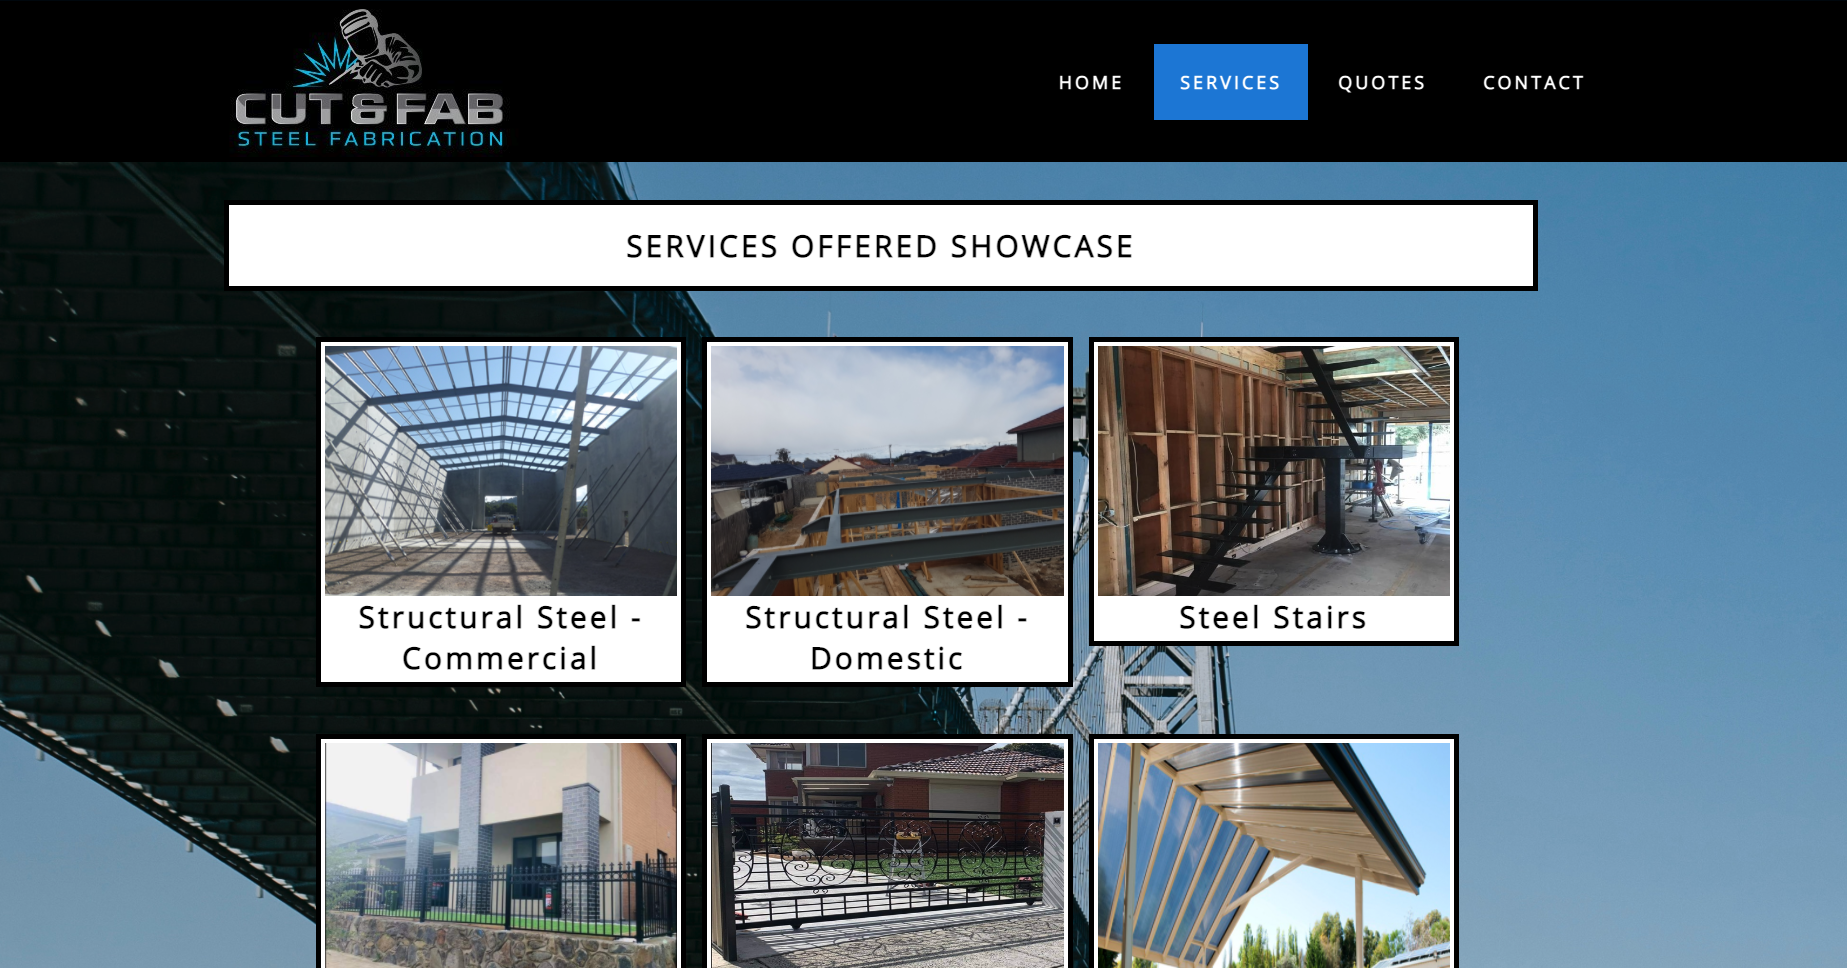 CUT & FAB
STEEL FABRICATION
HOME SERVICES QUOTES CONTACT
SERVICES OFFERED SHOWCASE
Structural Steel -
Commercial
Structural Steel -
Domestic
Steel Stairs